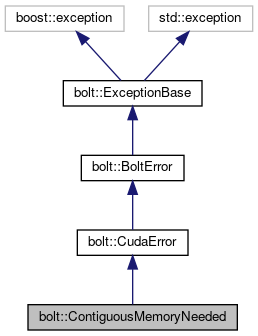 boost::exception
std::exception
bolt::ExceptionBase
bolt::BoltError
bolt::CudaError
bolt::ContiguousMemoryNeeded